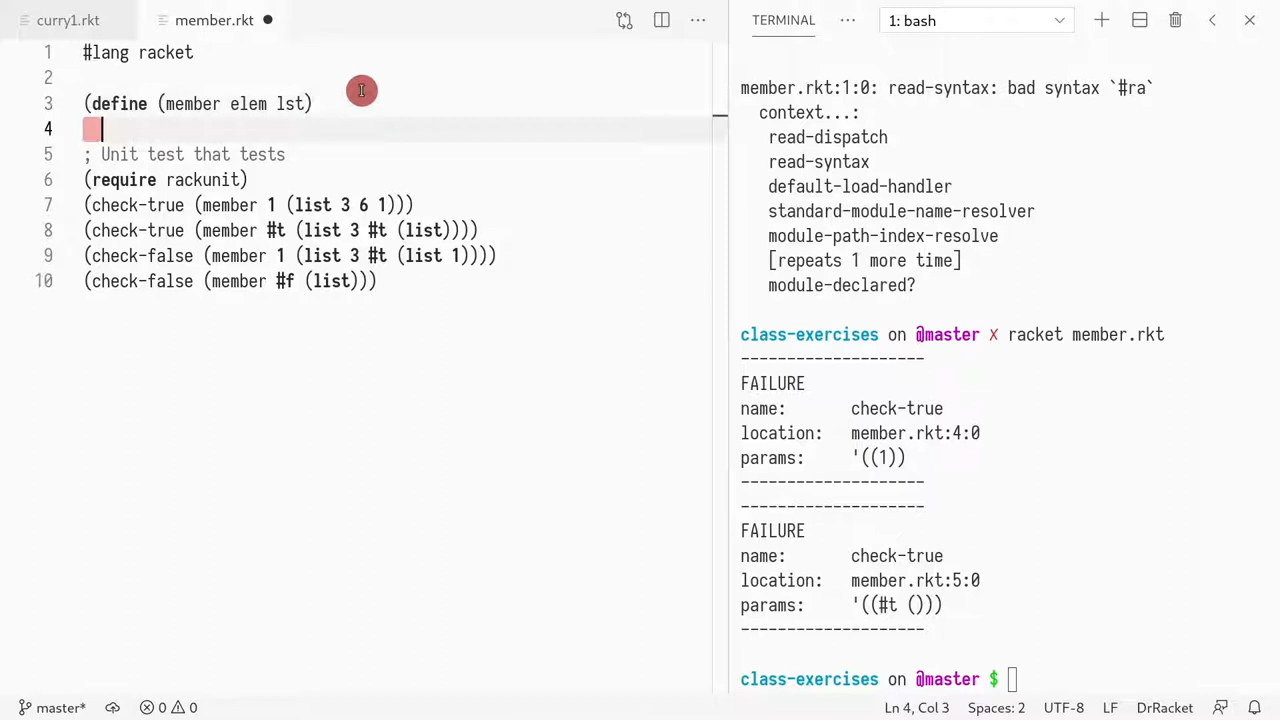 curry1.rkt
member.rkt
1 #lang racket
2
3 (define (member elem lst)
4
5 ; Unit test that tests
6 (require rackunit)
7 (check-true (member 1 (list 3 6 1)))
8 (check-true (member #t (list 3 #t (list))))
9 (check-false (member 1 (list 3 #t (list 1))))
10 (check-false (member #f (list)))
TERMINAL
1: bash
member.rkt:1:0: read-syntax: bad syntax `#ra`
context...:
read-dispatch
read-syntax
default-load-handler
standard-module-name-resolver
module-path-index-resolve
[repeats 1 more time]
module-declared?
class-exercises on @master ✗ racket member.rkt
--------------------
FAILURE
name: check-true
location: member.rkt:4:0
params: '((1))
--------------------
--------------------
FAILURE
name: check-true
location: member.rkt:5:0
params: '((#t ()))
--------------------
class-exercises on @master $
master* 0 0 Ln 4, Col 3 Spaces: 2 UTF-8 LF DrRacket